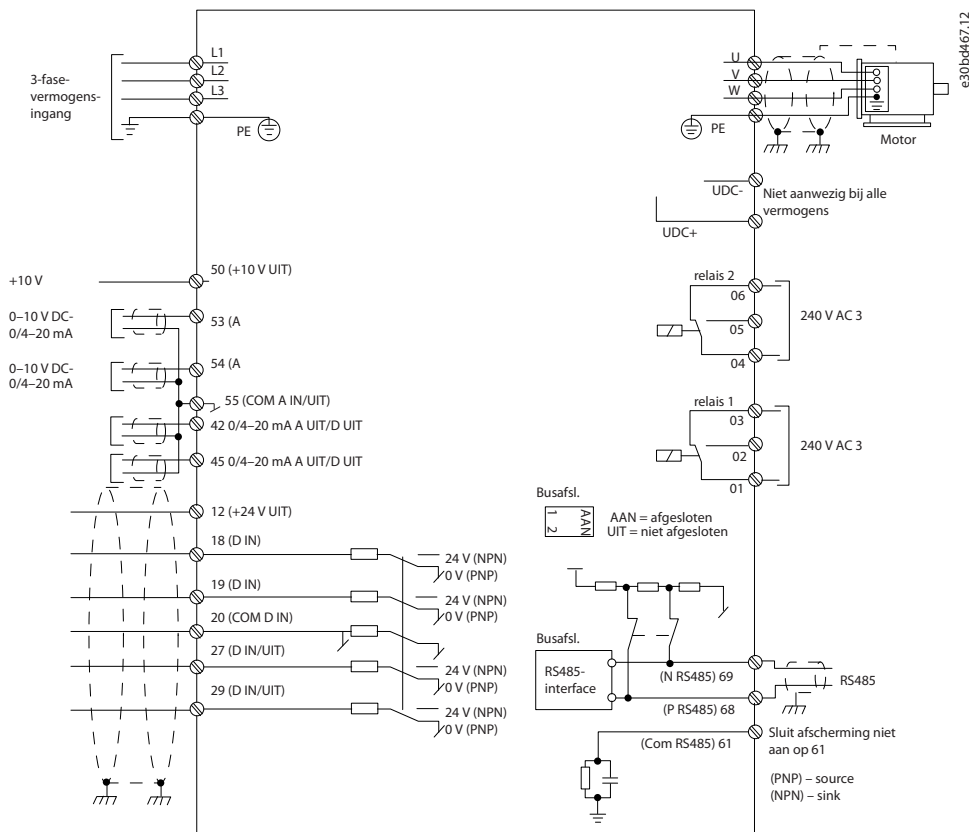 e30bd467.12
3-fase-
vermogens-
ingang
L1
L2
L3
PE
U
V
W
PE
Motor
UDC-
Niet aanwezig bij alle
vermogens
UDC+
+10 V
50 (+10 V UIT)
0–10 V DC-
0/4–20 mA
53 (A
0–10 V DC-
0/4–20 mA
54 (A
55 (COM A IN/UIT)
42 0/4–20 mA A UIT/D UIT
45 0/4–20 mA A UIT/D UIT
12 (+24 V UIT)
18 (D IN)
24 V (NPN)
0 V (PNP)
19 (D IN)
24 V (NPN)
0 V (PNP)
20 (COM D IN)
27 (D IN/UIT)
24 V (NPN)
0 V (PNP)
29 (D IN/UIT)
24 V (NPN)
0 V (PNP)
relais 2
06
05
04
240 V AC 3
relais 1
03
02
01
240 V AC 3
Busafsl.
1 2
AAN
AAN = afgesloten
UIT = niet afgesloten
Busafsl.
RS485-
interface
(N RS485) 69
RS485
(P RS485) 68
(Com RS485) 61
Sluit afscherming niet
aan op 61
(PNP) – source
(NPN) – sink